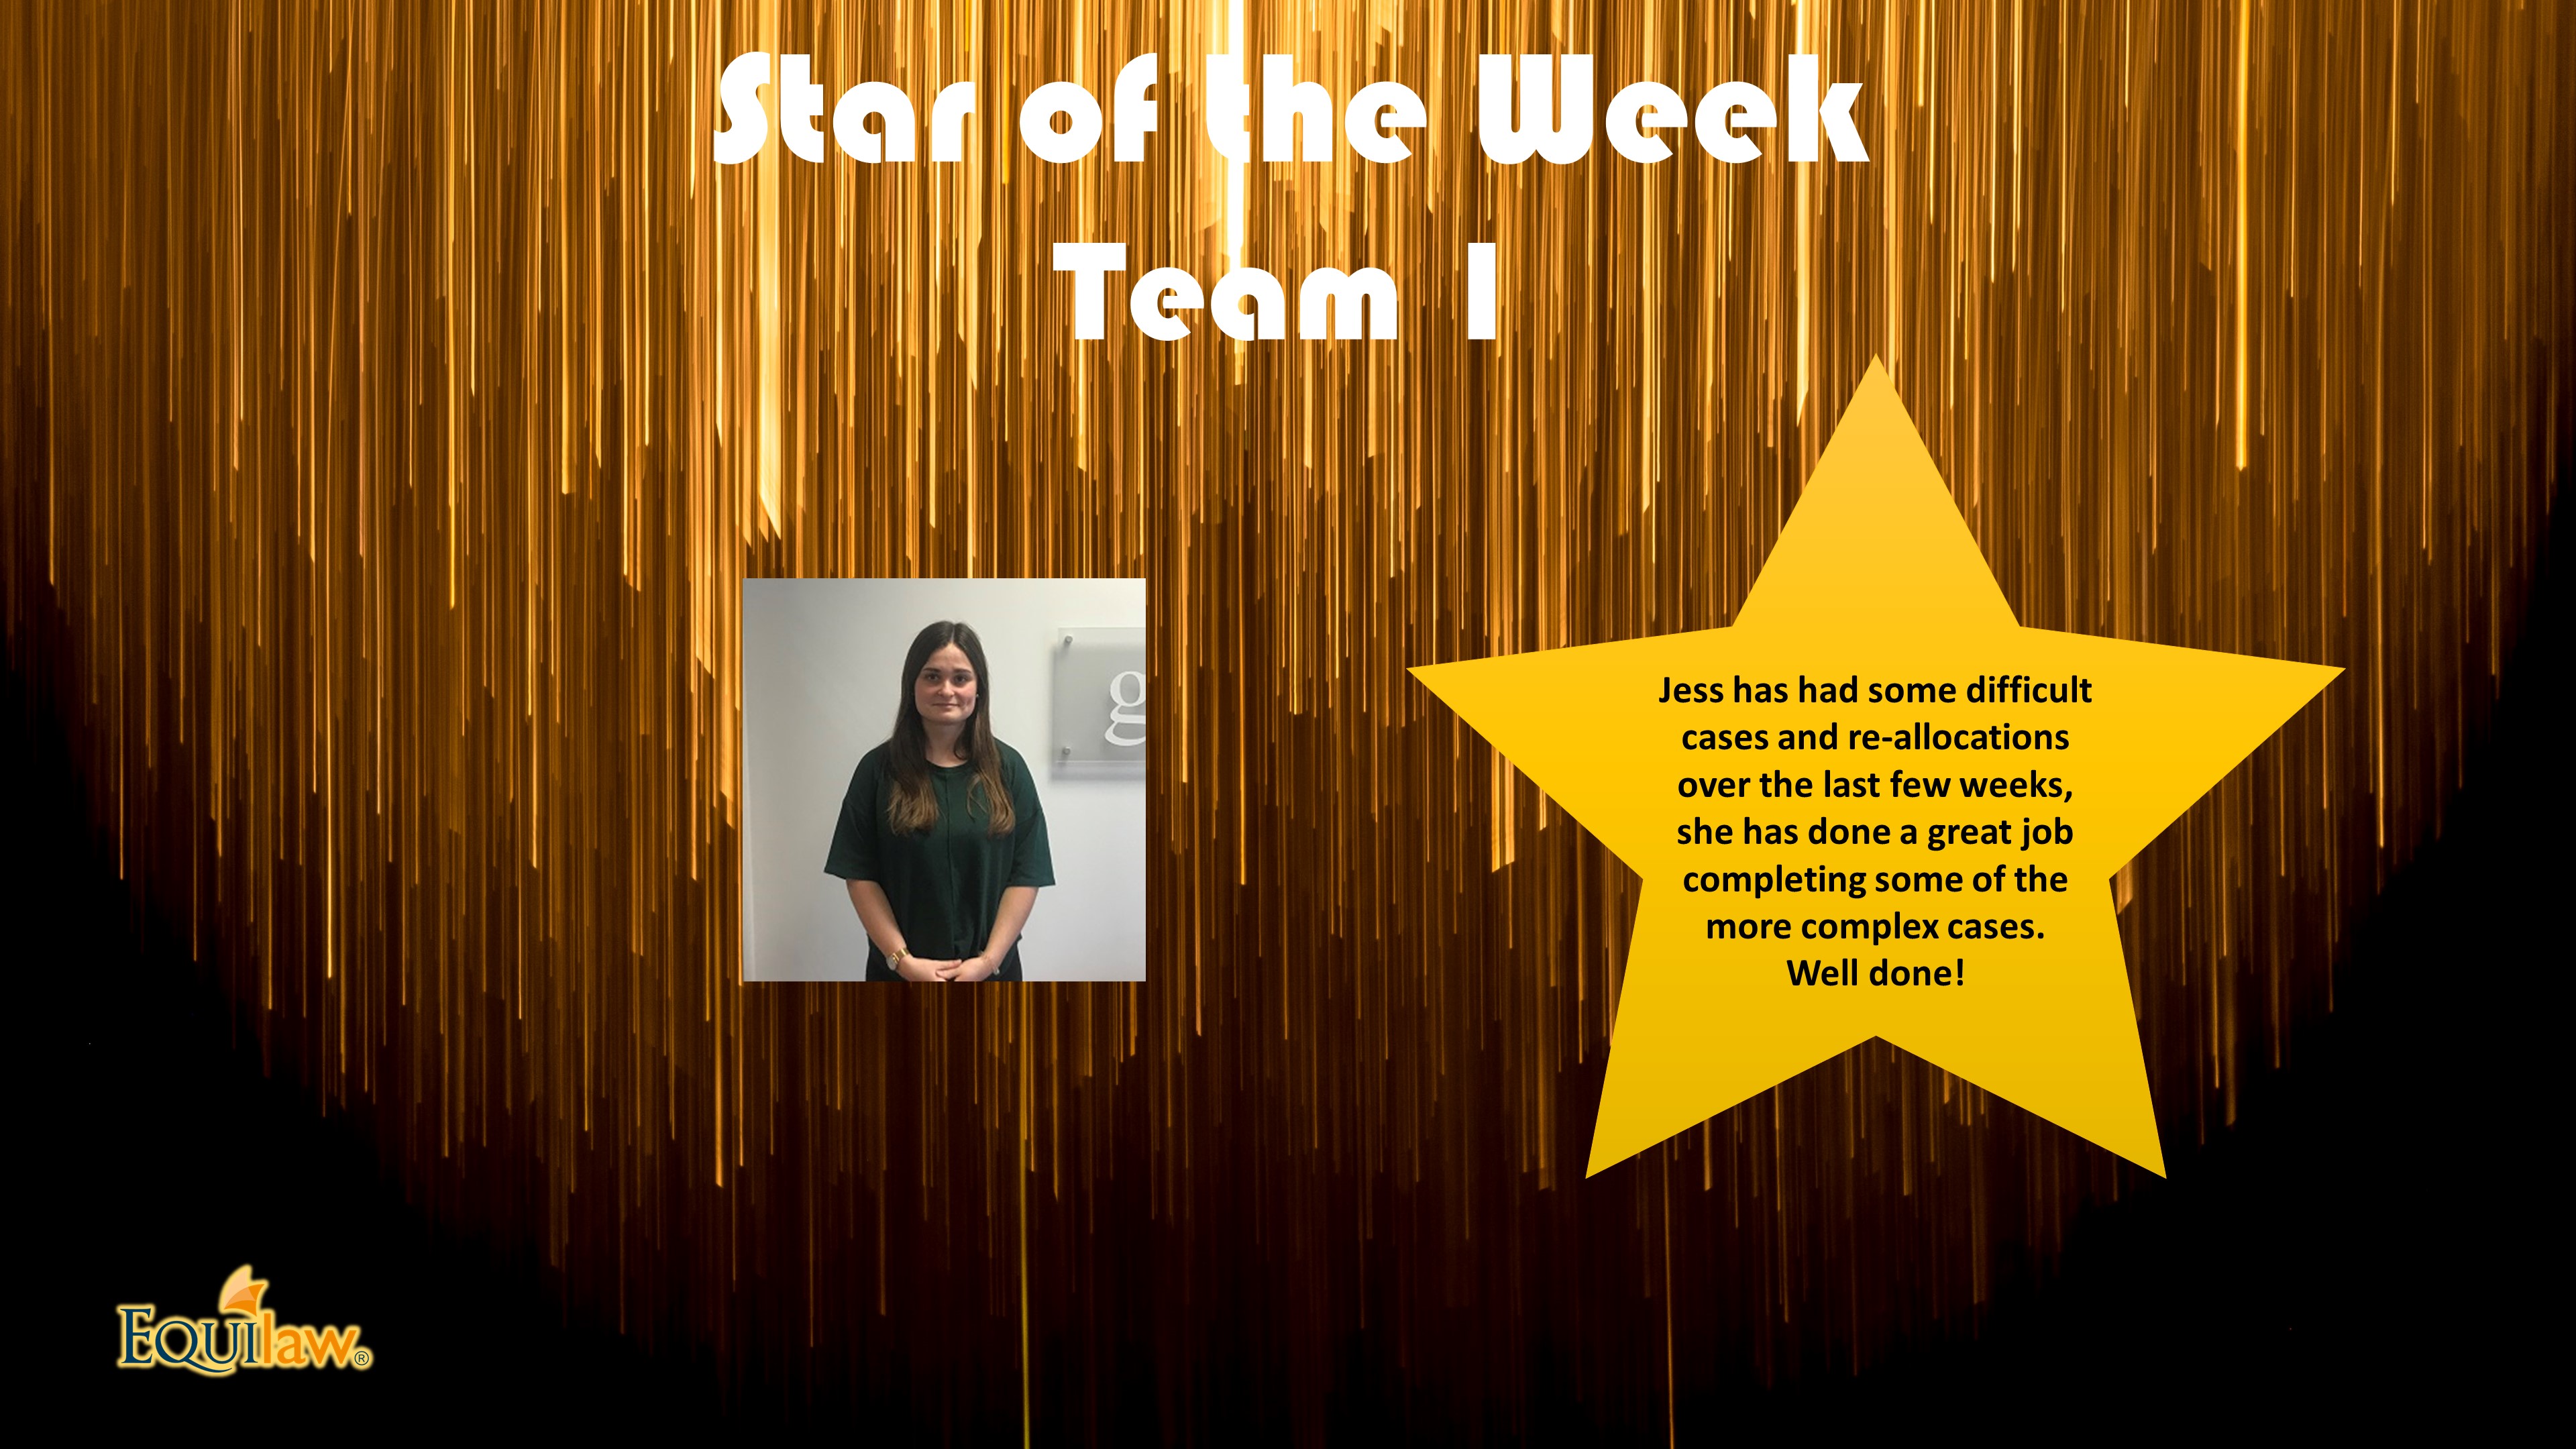 Star of the Week
Team 1
g
Jess has had some difficult
cases and re-allocations
over the last few weeks,
she has done a great job
completing some of the
more complex cases.
Well done!
EQUIlaw®